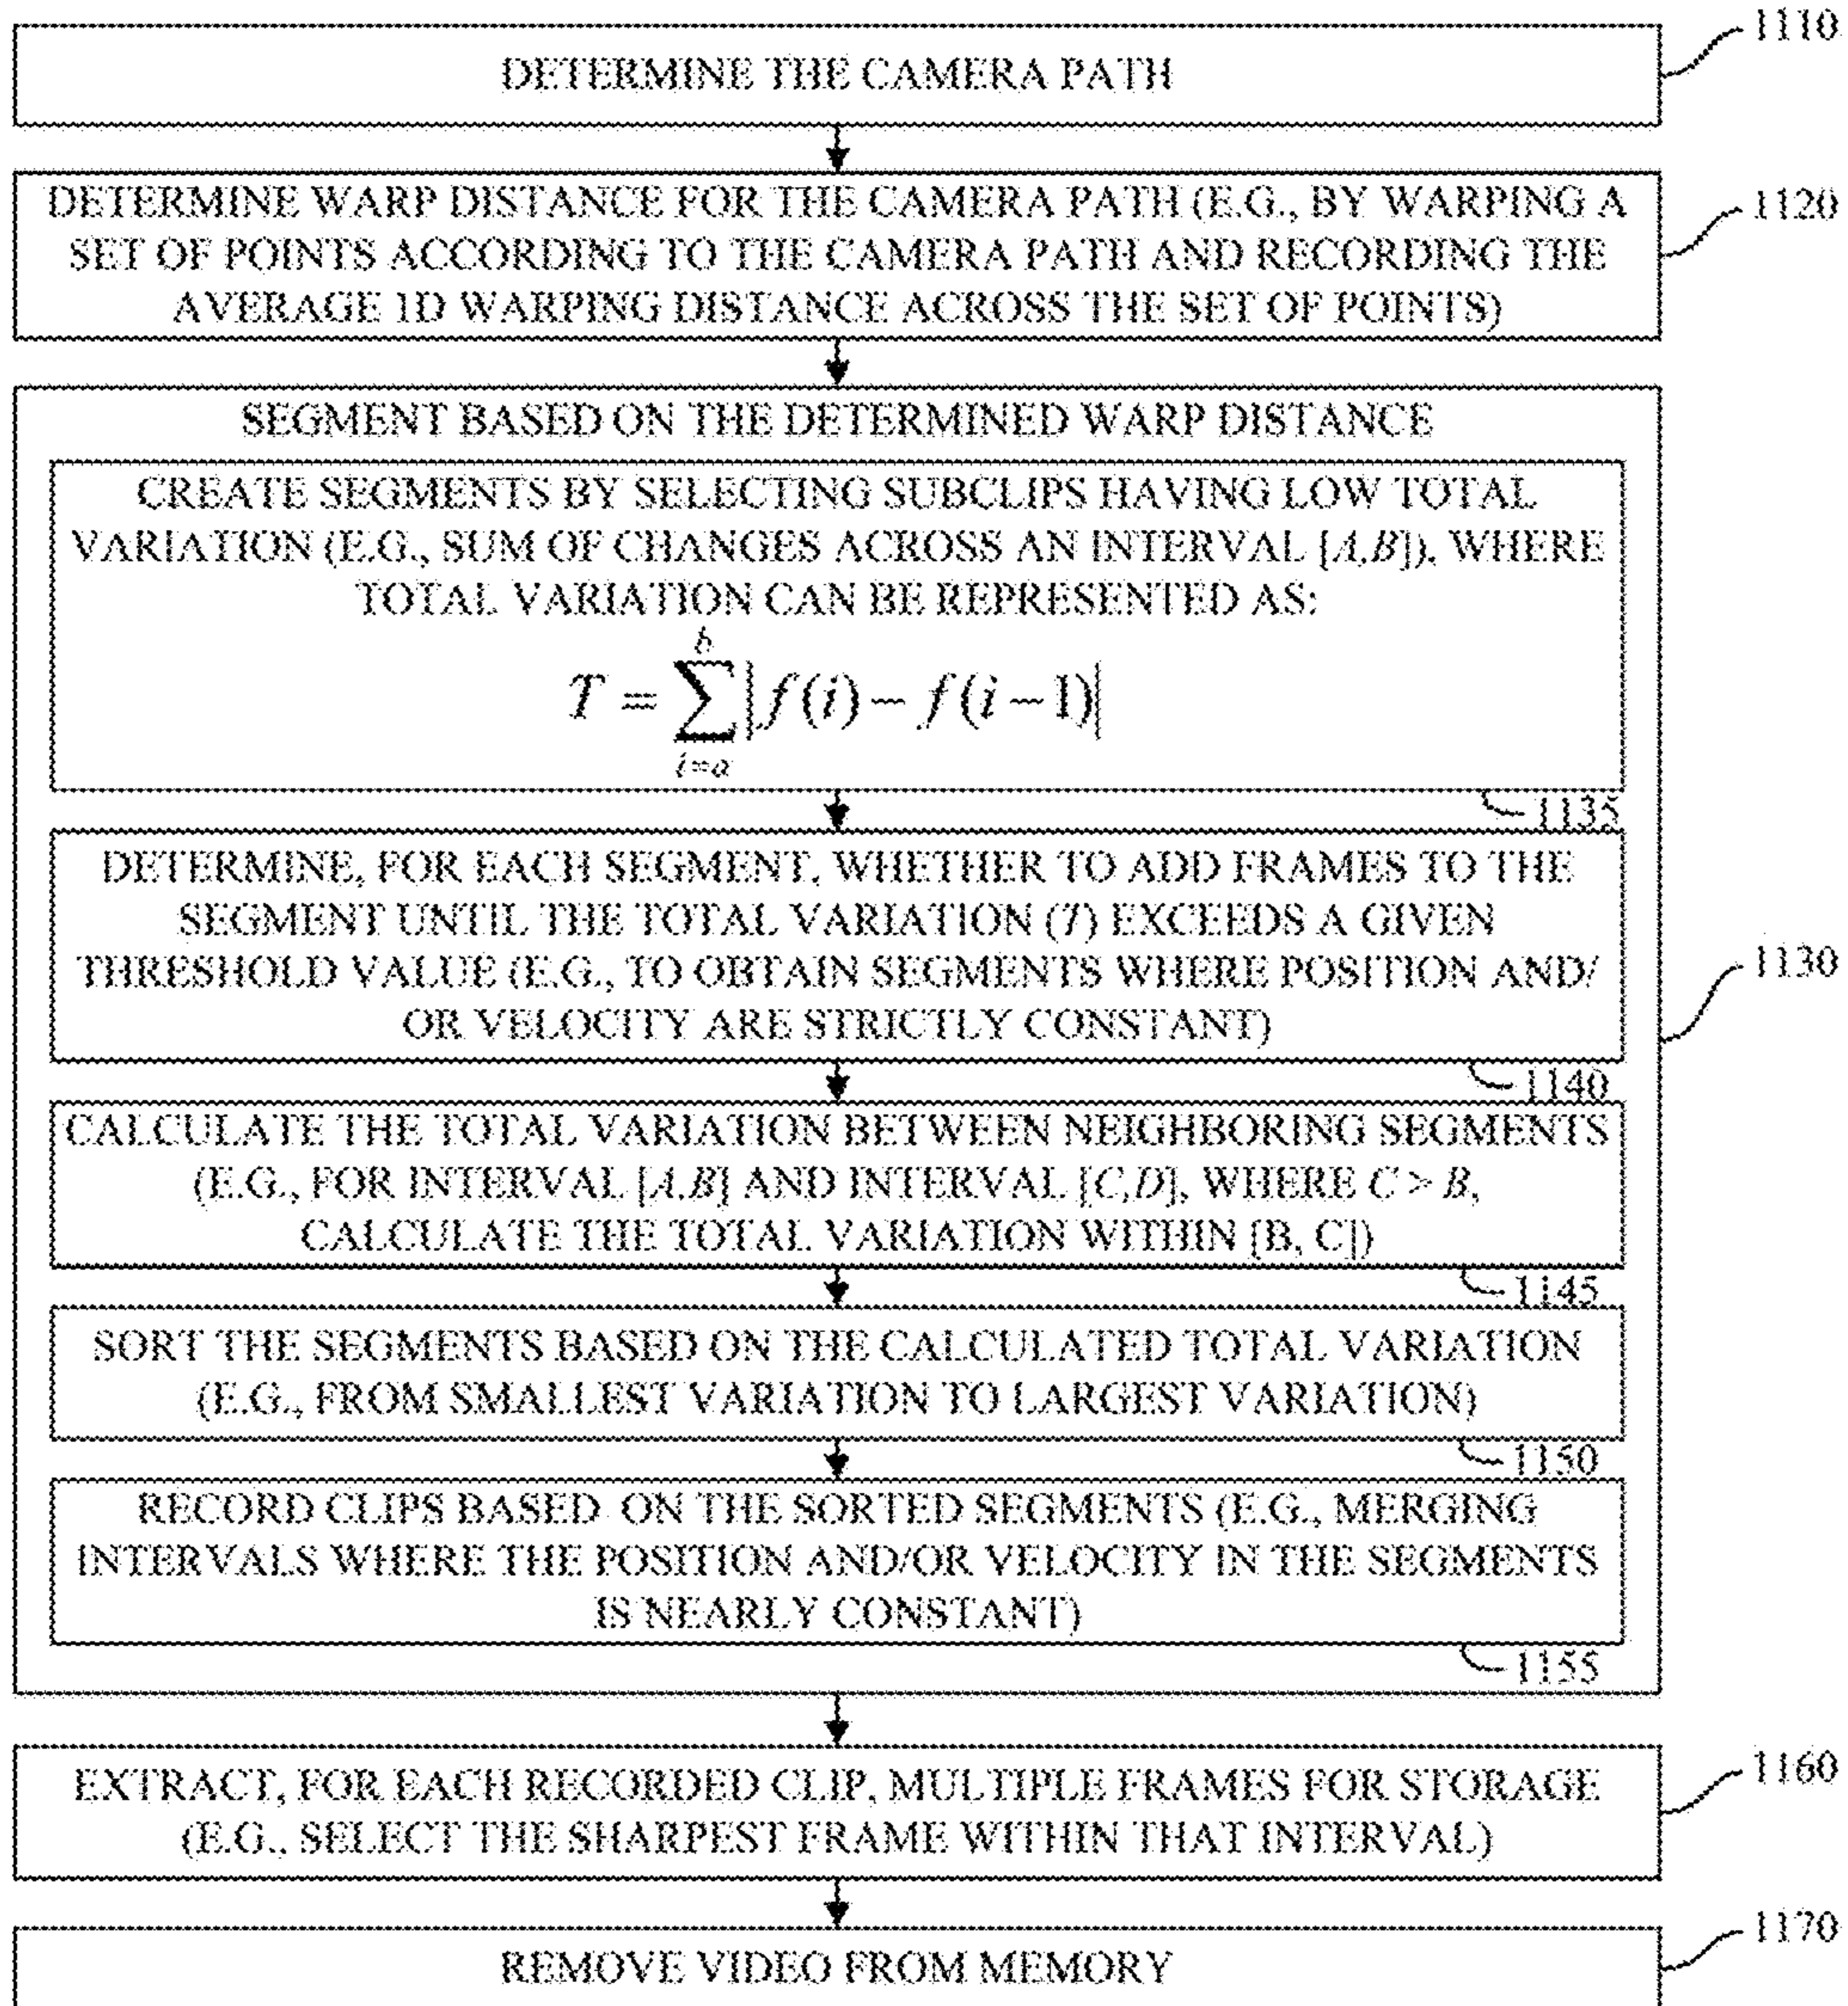 1110
DETERMINE THE CAMERA PATH
1120
DETERMINE WARP DISTANCE FOR THE CAMERA PATH (E.G., BY WARPING A
SET OF POINTS ACCORDING TO THE CAMERA PATH AND RECORDING THE
AVERAGE 1D WARPING DISTANCE ACROSS THE SET OF POINTS)
SEGMENT BASED ON THE DETERMINED WARP DISTANCE
CREATE SEGMENTS BY SELECTING SUBCLIPS HAVING LOW TOTAL
VARIATION (E.G., SUM OF CHANGES ACROSS AN INTERVAL [A,B]), WHERE
TOTAL VARIATION CAN BE REPRESENTED AS:
T = ∑_{i=a}^{b} |f(i) − f(i−1)|
1135
DETERMINE, FOR EACH SEGMENT, WHETHER TO ADD FRAMES TO THE
SEGMENT UNTIL THE TOTAL VARIATION (T) EXCEEDS A GIVEN
THRESHOLD VALUE (E.G., TO OBTAIN SEGMENTS WHERE POSITION AND/
OR VELOCITY ARE STRICTLY CONSTANT)
1130
1140
CALCULATE THE TOTAL VARIATION BETWEEN NEIGHBORING SEGMENTS
(E.G., FOR INTERVAL [A,B] AND INTERVAL [C,D], WHERE C > B,
CALCULATE THE TOTAL VARIATION WITHIN [B, C])
1145
SORT THE SEGMENTS BASED ON THE CALCULATED TOTAL VARIATION
(E.G., FROM SMALLEST VARIATION TO LARGEST VARIATION)
1150
RECORD CLIPS BASED ON THE SORTED SEGMENTS (E.G., MERGING
INTERVALS WHERE THE POSITION AND/OR VELOCITY IN THE SEGMENTS
IS NEARLY CONSTANT)
1155
1160
EXTRACT, FOR EACH RECORDED CLIP, MULTIPLE FRAMES FOR STORAGE
(E.G., SELECT THE SHARPEST FRAME WITHIN THAT INTERVAL)
1170
REMOVE VIDEO FROM MEMORY